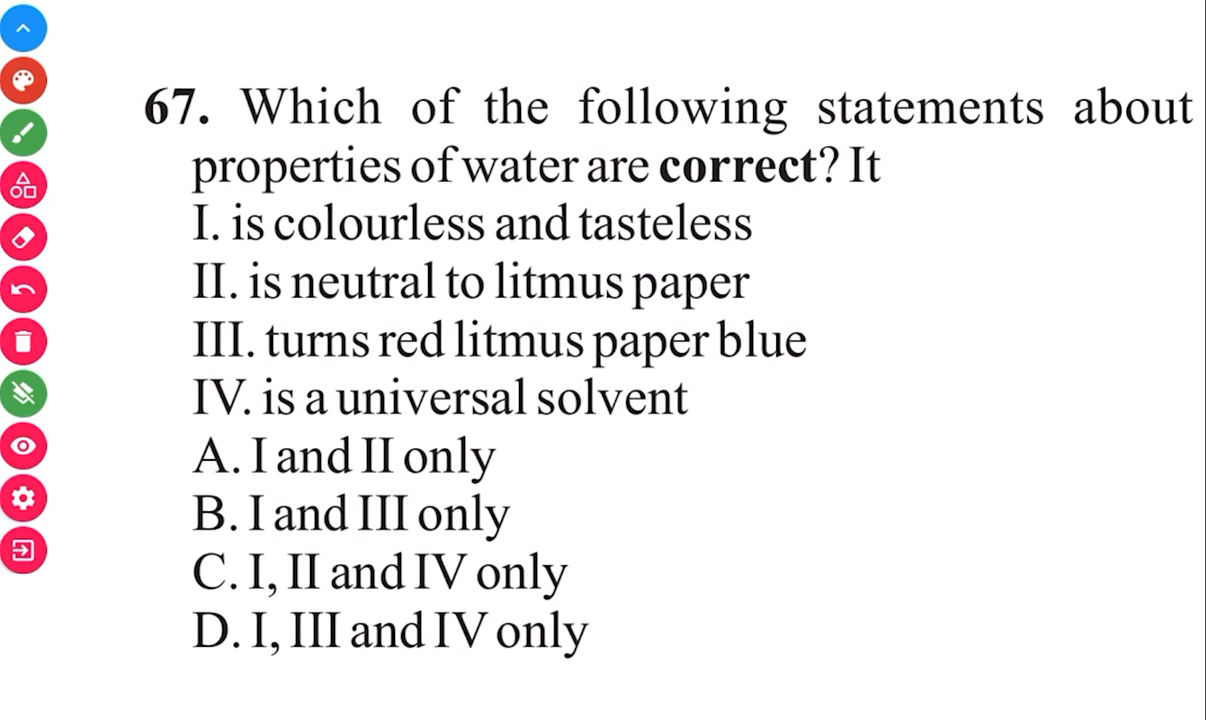 67. Which of the following statements about
properties of water are correct? It
I. is colourless and tasteless
II. is neutral to litmus paper
III. turns red litmus paper blue
IV. is a universal solvent
A. I and II only
B. I and III only
C. I, II and IV only
D. I, III and IV only